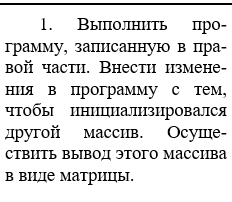 1. Выполнить про-
грамму, записанную в пра-
вой части. Внести измене-
ния в программу с тем,
чтобы инициализировался
другой массив. Осуще-
ствить вывод этого массива
в виде матрицы.